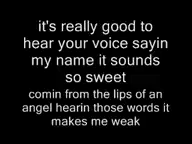 it's really good to
hear your voice sayin
my name it sounds
so sweet
comin from the lips of an
angel hearin those words it
makes me weak